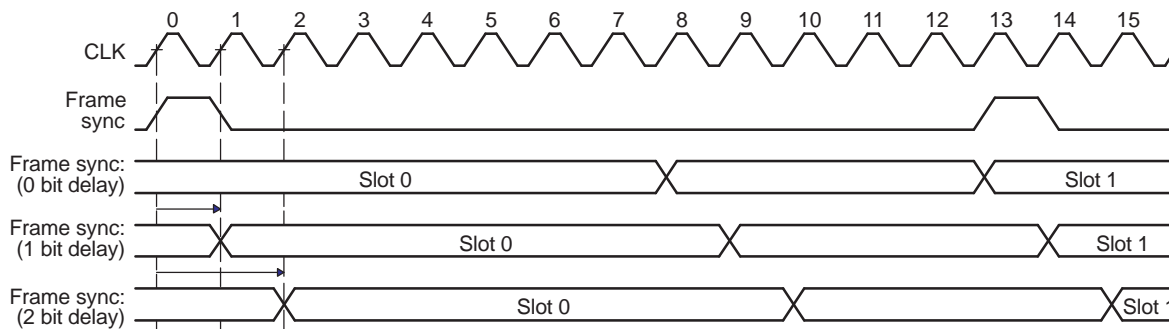 0 1 2 3 4 5 6 7 8 9 10 11 12 13 14 15
CLK
Frame
sync
Frame sync:
(0 bit delay)
Slot 0
Slot 1
Frame sync:
(1 bit delay)
Slot 0
Slot 1
Frame sync:
(2 bit delay)
Slot 0
Slot 1